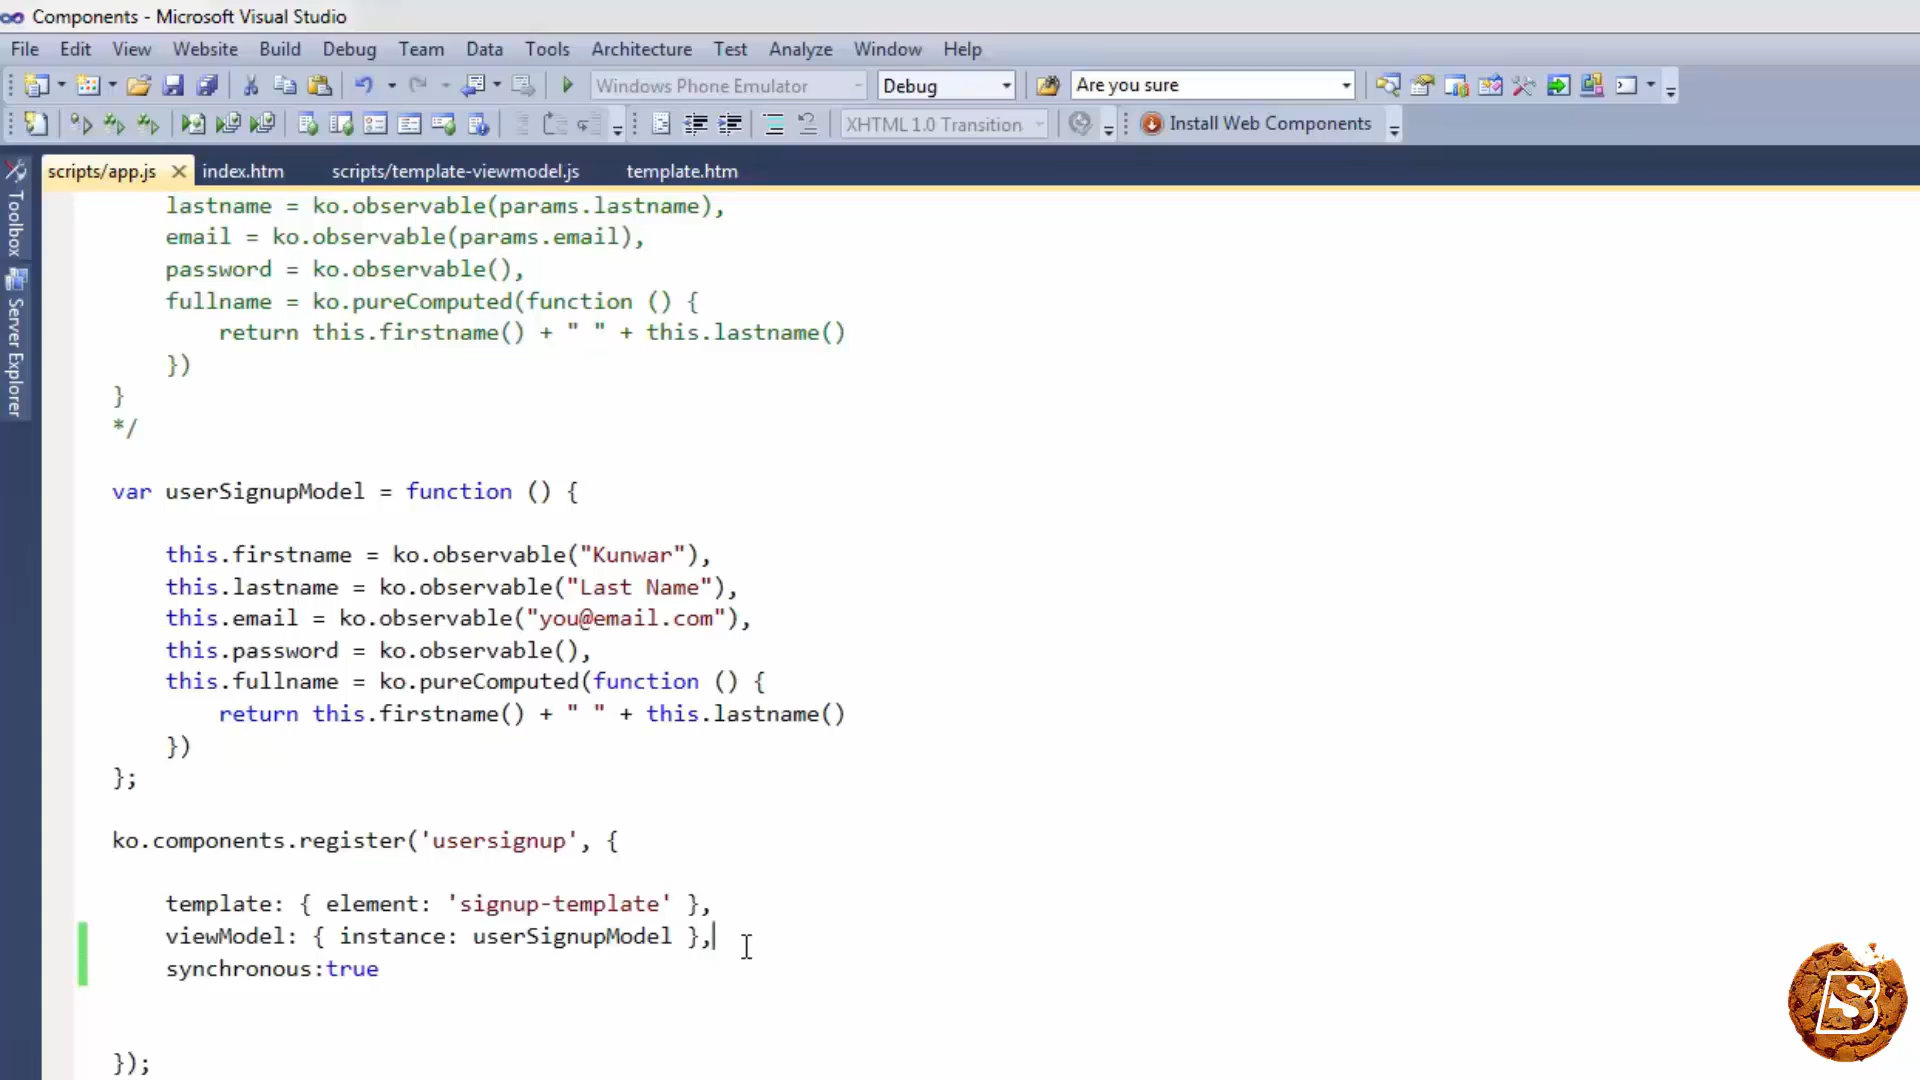 Components - Microsoft Visual Studio
File Edit View Website Build Debug Team Data Tools Architecture Test Analyze Window Help
Windows Phone Emulator Debug Are you sure
XHTML 1.0 Transition Install Web Components
scripts/app.js index.htm scripts/template-viewmodel.js template.htm
Toolbox
Server Explorer
lastname = ko.observable(params.lastname),
email = ko.observable(params.email),
password = ko.observable(),
fullname = ko.pureComputed(function () {
return this.firstname() + " " + this.lastname()
})
}
*/
var userSignupModel = function () {
this.firstname = ko.observable("Kunwar"),
this.lastname = ko.observable("Last Name"),
this.email = ko.observable("you@email.com"),
this.password = ko.observable(),
this.fullname = ko.pureComputed(function () {
return this.firstname() + " " + this.lastname()
})
};
ko.components.register('usersignup', {
template: { element: 'signup-template' },
viewModel: { instance: userSignupModel },
synchronous:true
});